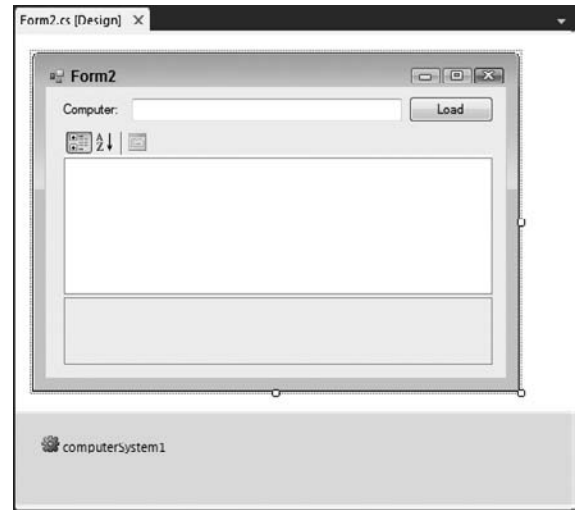 Form2.cs [Design] X
Form2
Computer:
Load
A
Z
computerSystem1